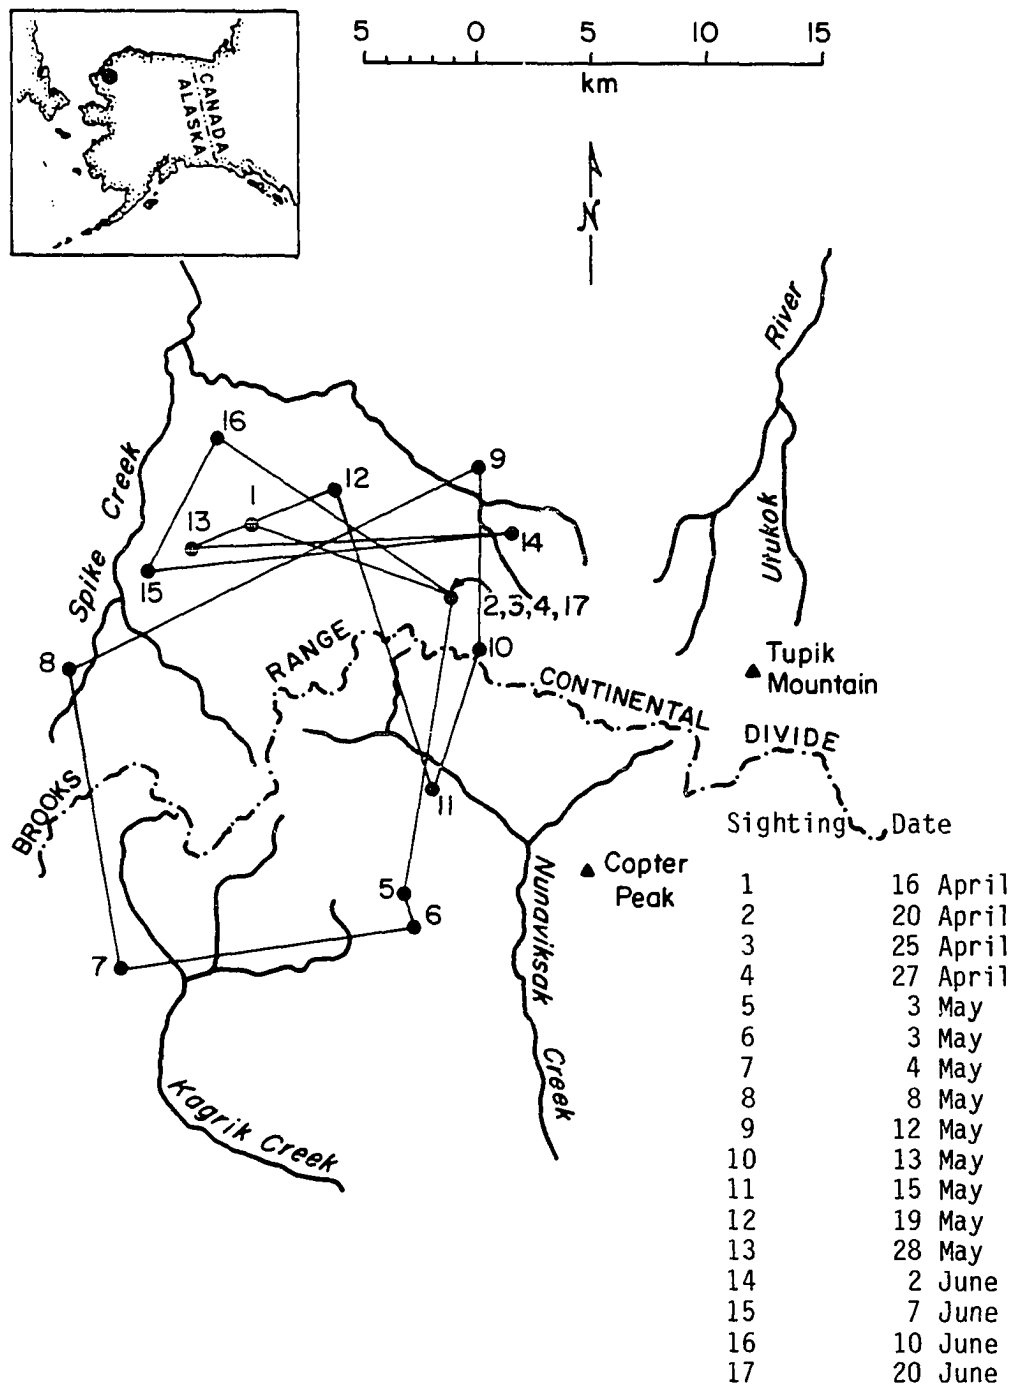 5 0 5 10 15
km
CANADA
ALASKA
N
River
Utukok
Spike Creek
16
12
9
1
13
14
15
2,3,4,17
8
10
RANGE
CONTINENTAL
DIVIDE
BROOKS
Tupik
Mountain
11
5
6
7
Copter
Peak
Nunaviksak
Creek
Kagrik Creek
Sighting Date
1 16 April
2 20 April
3 25 April
4 27 April
5 3 May
6 3 May
7 4 May
8 8 May
9 12 May
10 13 May
11 15 May
12 19 May
13 28 May
14 2 June
15 7 June
16 10 June
17 20 June